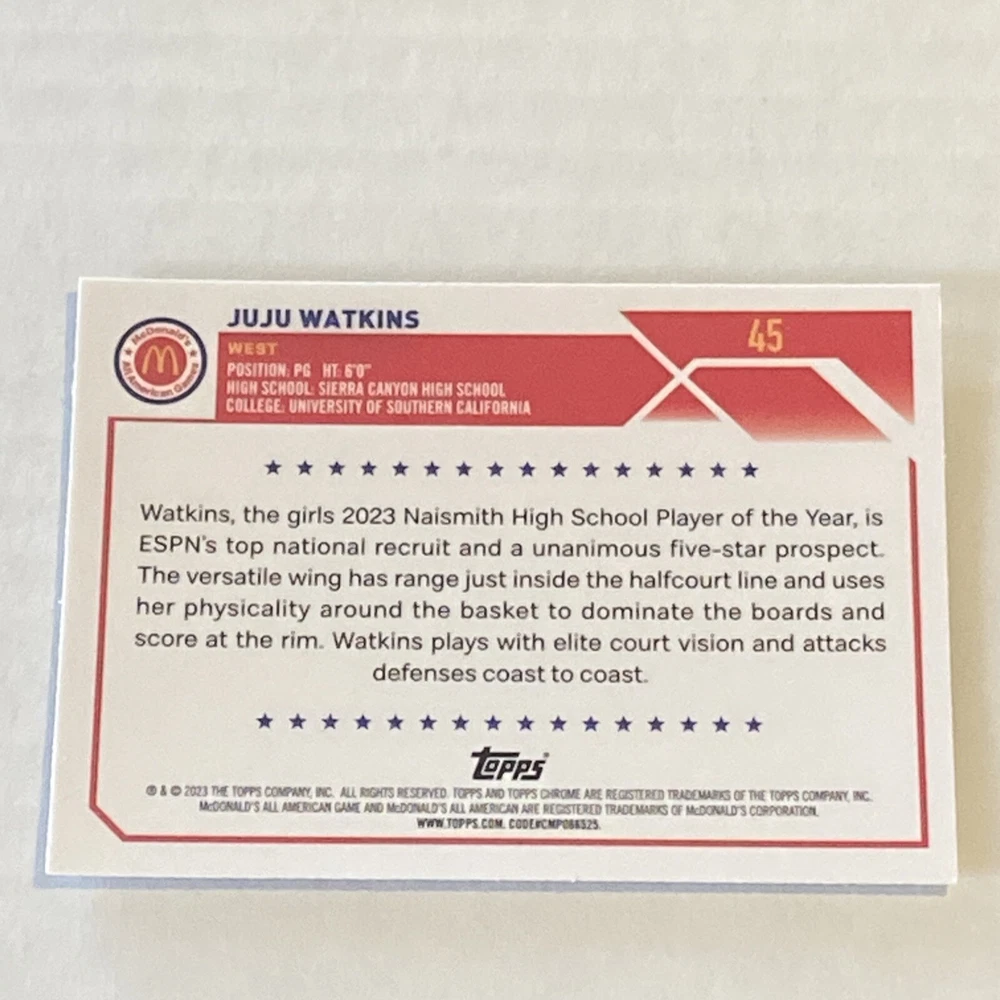 JUJU WATKINS
45
McDonald's
All American Games
WEST
POSITION: PG HT: 6'0"
HIGH SCHOOL: SIERRA CANYON HIGH SCHOOL
COLLEGE: UNIVERSITY OF SOUTHERN CALIFORNIA
Watkins, the girls 2023 Naismith High School Player of the Year, is
ESPN's top national recruit and a unanimous five-star prospect.
The versatile wing has range just inside the halfcourt line and uses
her physicality around the basket to dominate the boards and
score at the rim. Watkins plays with elite court vision and attacks
defenses coast to coast.
topps
® & © 2023 THE TOPPS COMPANY, INC. ALL RIGHTS RESERVED. TOPPS AND TOPPS CHROME ARE REGISTERED TRADEMARKS OF THE TOPPS COMPANY, INC.
McDONALD'S ALL AMERICAN GAME AND McDONALD'S ALL AMERICAN ARE REGISTERED TRADEMARKS OF McDONALD'S CORPORATION.
WWW.TOPPS.COM. CODE#CMP086525